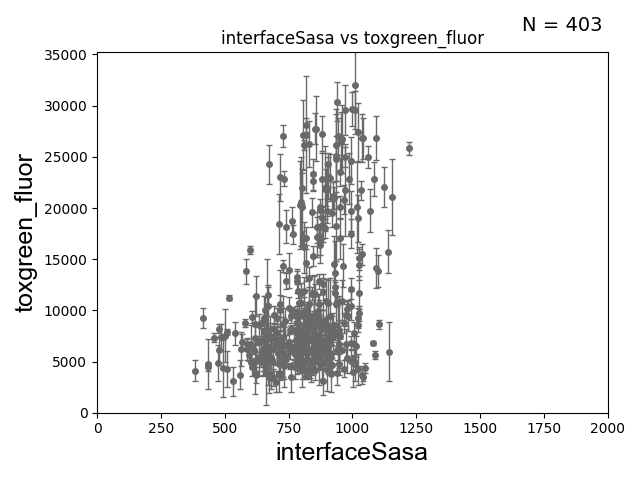 N = 403
interfaceSasa vs toxgreen_fluor
35000
30000
25000
20000
15000
10000
5000
0
toxgreen_fluor
0 250 500 750 1000 1250 1500 1750 2000
interfaceSasa